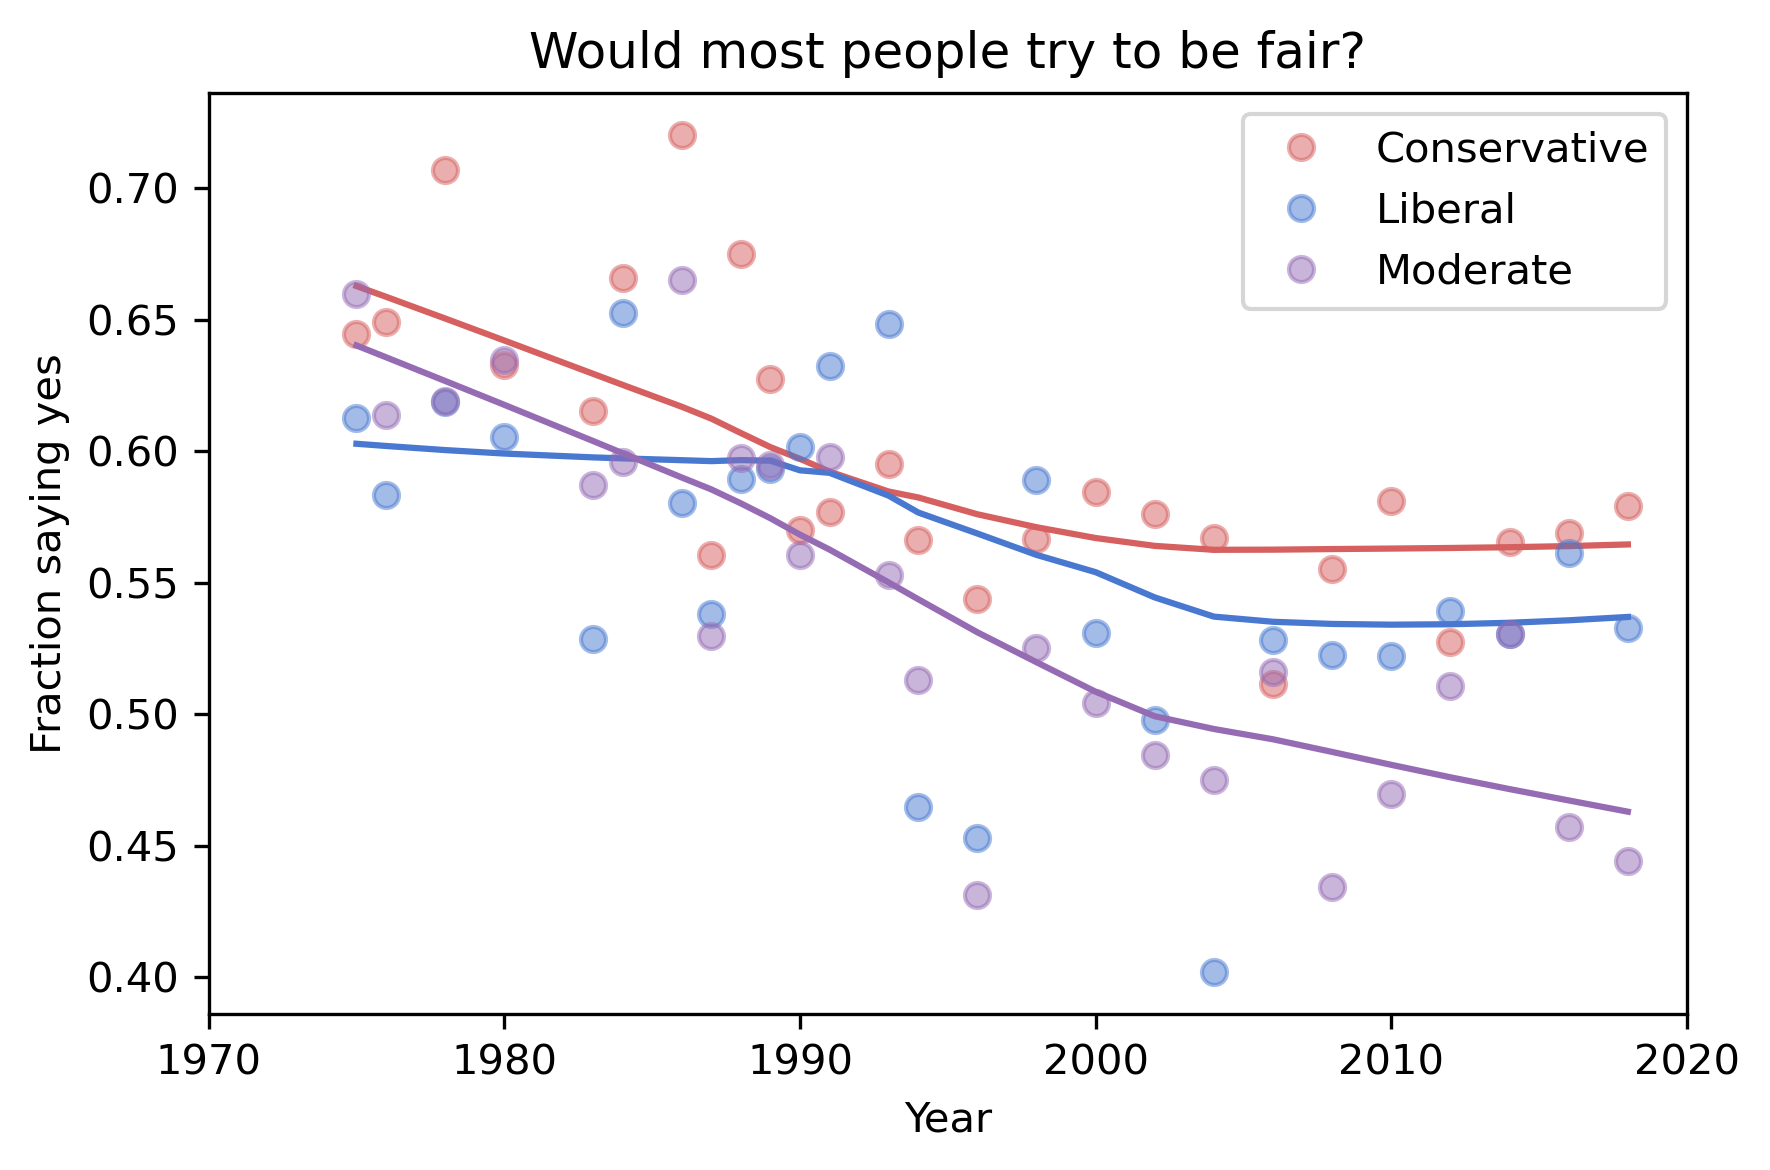 Would most people try to be fair?
Conservative
Liberal
Moderate
Fraction saying yes
0.70
0.65
0.60
0.55
0.50
0.45
0.40
1970 1980 1990 2000 2010 2020
Year